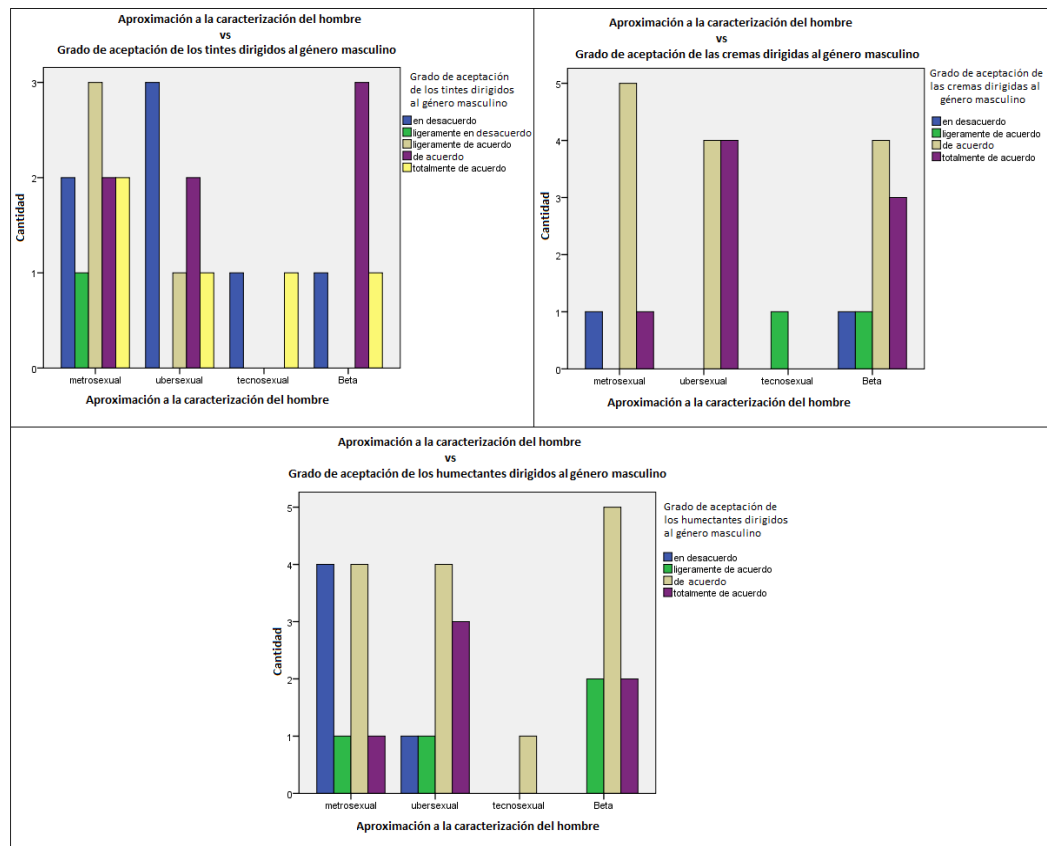 Aproximación a la caracterización del hombre
vs
Grado de aceptación de los tintes dirigidos al género masculino
Grado de aceptación
de los tintes dirigidos
al género masculino
en desacuerdo
ligeramente en desacuerdo
ligeramente de acuerdo
de acuerdo
totalmente de acuerdo
Cantidad
3
2
1
0
metrosexual
ubersexual
tecnosexual
Beta
Aproximación a la caracterización del hombre
Aproximación a la caracterización del hombre
vs
Grado de aceptación de las cremas dirigidas al género masculino
Grado de aceptación de
las cremas dirigidas al
género masculino
en desacuerdo
ligeramente de acuerdo
de acuerdo
totalmente de acuerdo
Cantidad
5
4
3
2
1
0
metrosexual
ubersexual
tecnosexual
Beta
Aproximación a la caracterización del hombre
Aproximación a la caracterización del hombre
vs
Grado de aceptación de los humectantes dirigidos al género masculino
Grado de aceptación de
los humectantes dirigidos
al género masculino
en desacuerdo
ligeramente de acuerdo
de acuerdo
totalmente de acuerdo
Cantidad
5
4
3
2
1
0
metrosexual
ubersexual
tecnosexual
Beta
Aproximación a la caracterización del hombre